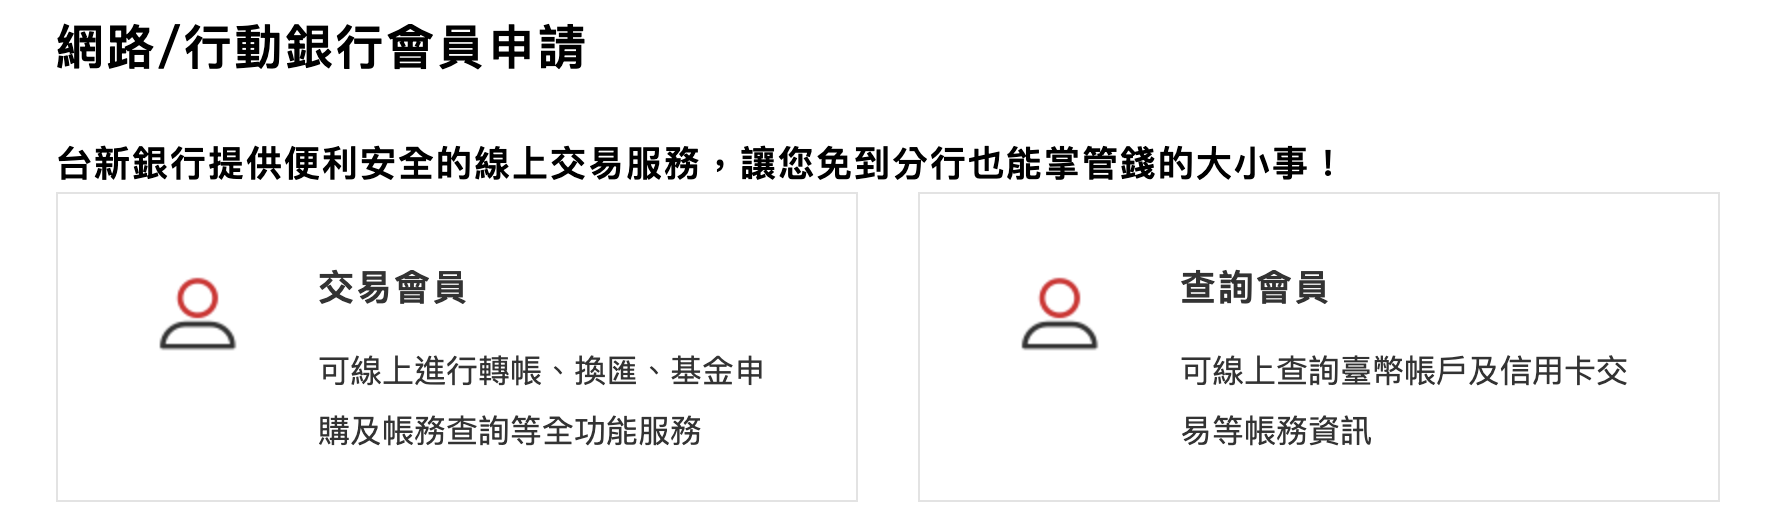 網路/行動銀行會員申請
台新銀行提供便利安全的線上交易服務，讓您免到分行也能掌管錢的大小事！
交易會員
可線上進行轉帳、換匯、基金申
購及帳務查詢等全功能服務
查詢會員
可線上查詢臺幣帳戶及信用卡交
易等帳務資訊